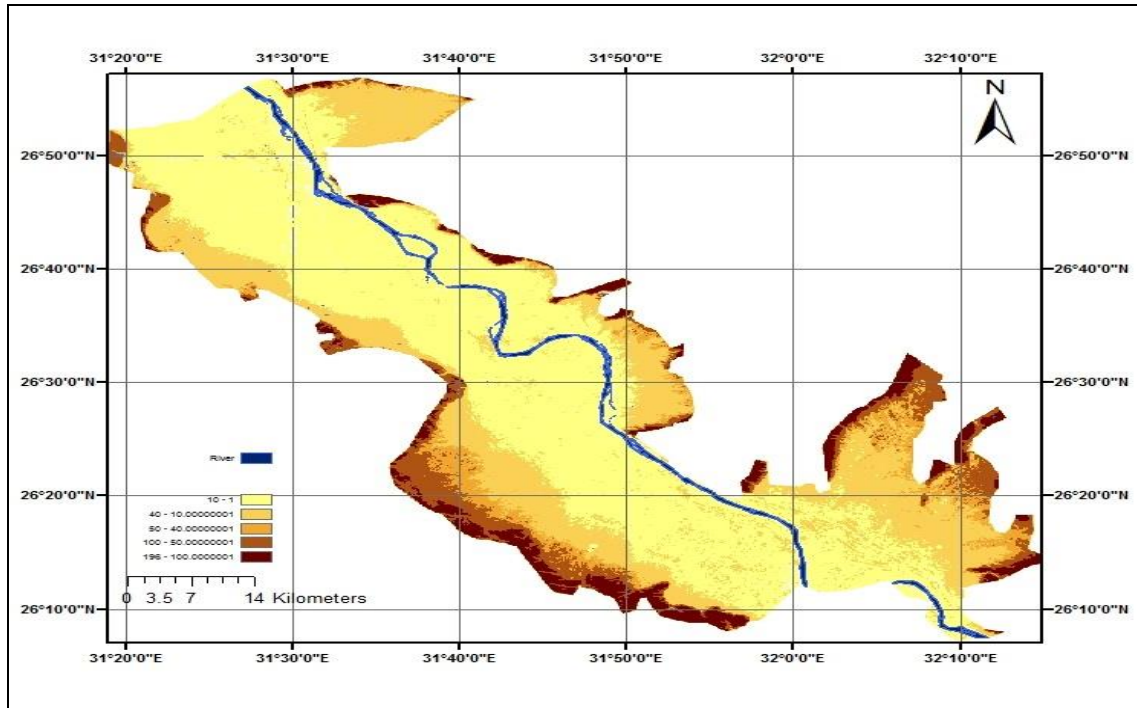 31°20'0"E 31°30'0"E 31°40'0"E 31°50'0"E 32°0'0"E 32°10'0"E
N
26°50'0"N 26°50'0"N
26°40'0"N 26°40'0"N
26°30'0"N 26°30'0"N
River
26°20'0"N 26°20'0"N
10 - 1
40 - 10.00000001
50 - 40.00000001
100 - 50.00000001
196 - 100.0000001
0 3.5 7 14 Kilometers
26°10'0"N 26°10'0"N
31°20'0"E 31°30'0"E 31°40'0"E 31°50'0"E 32°0'0"E 32°10'0"E